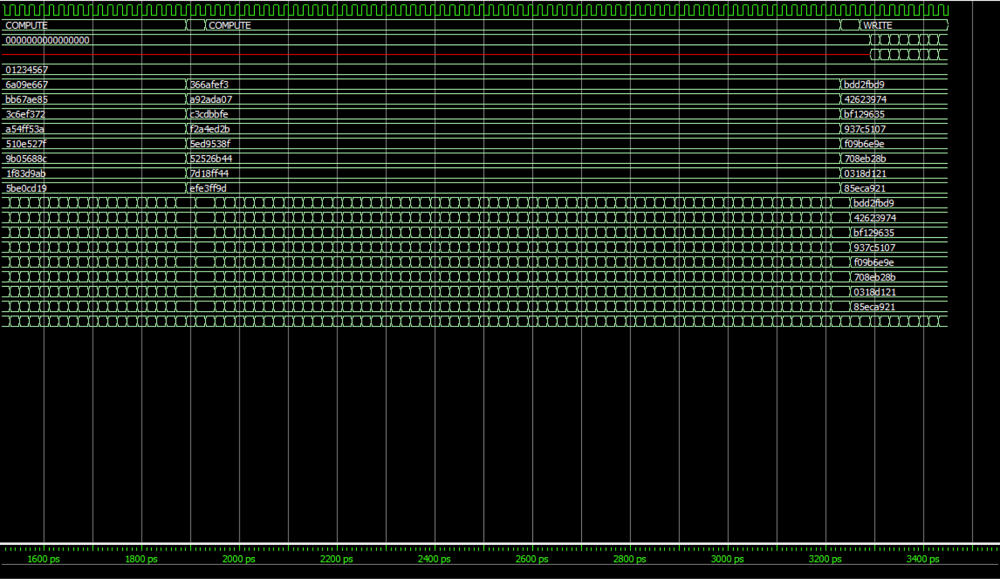 COMPUTE COMPUTE WRITE
0000000000000000
01234567
6a09e667 366afef3 bdd2fbd9
bb67ae85 a92ada07 42623974
3c6ef372 c3cdbbfe bf129635
a54ff53a f2a4ed2b 937c5107
510e527f 5ed9538f f09b6e9e
9b05688c 52526b44 708eb28b
1f83d9ab 7d18ff44 0318d121
5be0cd19 efe3ff9d 85eca921
bdd2fbd9
42623974
bf129635
937c5107
f09b6e9e
708eb28b
0318d121
85eca921
1600 ps 1800 ps 2000 ps 2200 ps 2400 ps 2600 ps 2800 ps 3000 ps 3200 ps 3400 ps